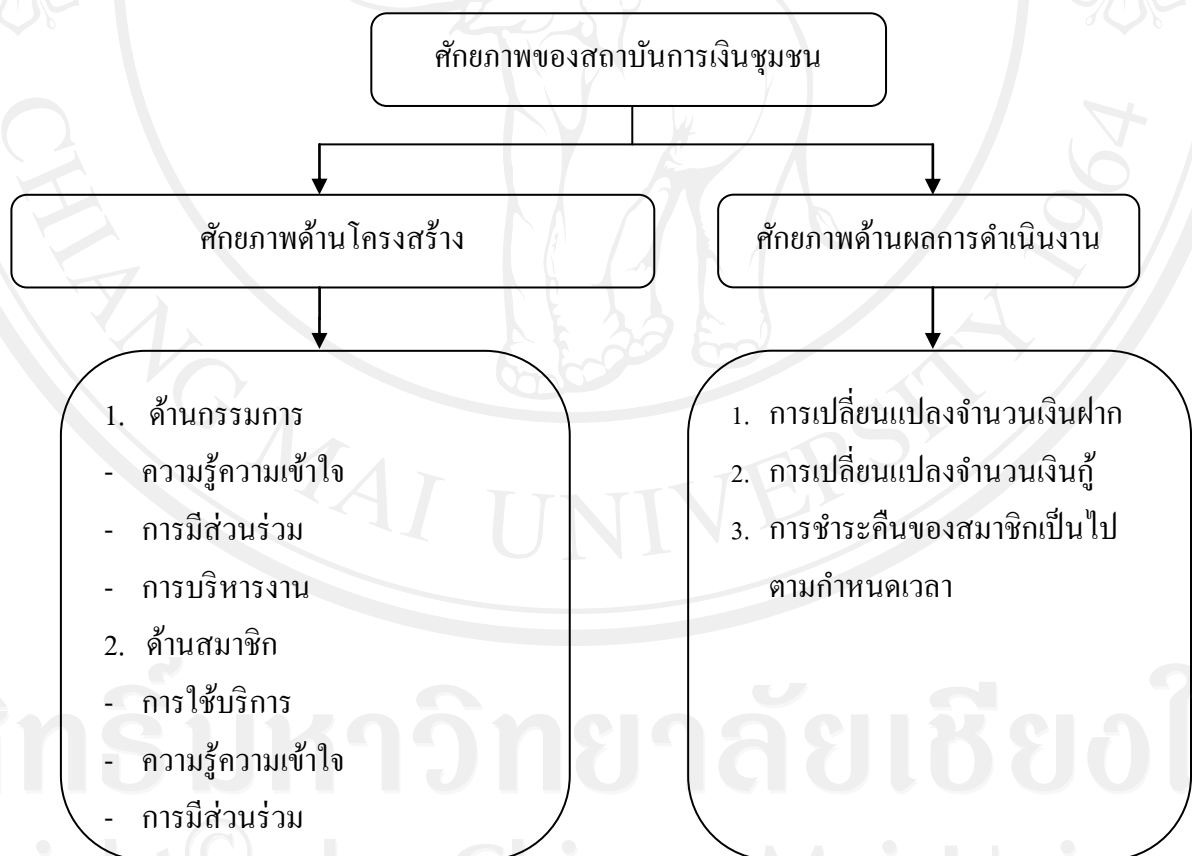 ศักยภาพของสถาบันการเงินชุมชน
ศักยภาพด้านโครงสร้าง
ศักยภาพด้านผลการดำเนินงาน
1. ด้านกรรมการ
- ความรู้ความเข้าใจ
- การมีส่วนร่วม
- การบริหารงาน
2. ด้านสมาชิก
- การใช้บริการ
- ความรู้ความเข้าใจ
- การมีส่วนร่วม
1. การเปลี่ยนแปลงจำนวนเงินฝาก
2. การเปลี่ยนแปลงจำนวนเงินกู้
3. การชำระคืนของสมาชิกเป็นไป
ตามกำหนดเวลา
CHIANG MAI UNIVERSITY 1964